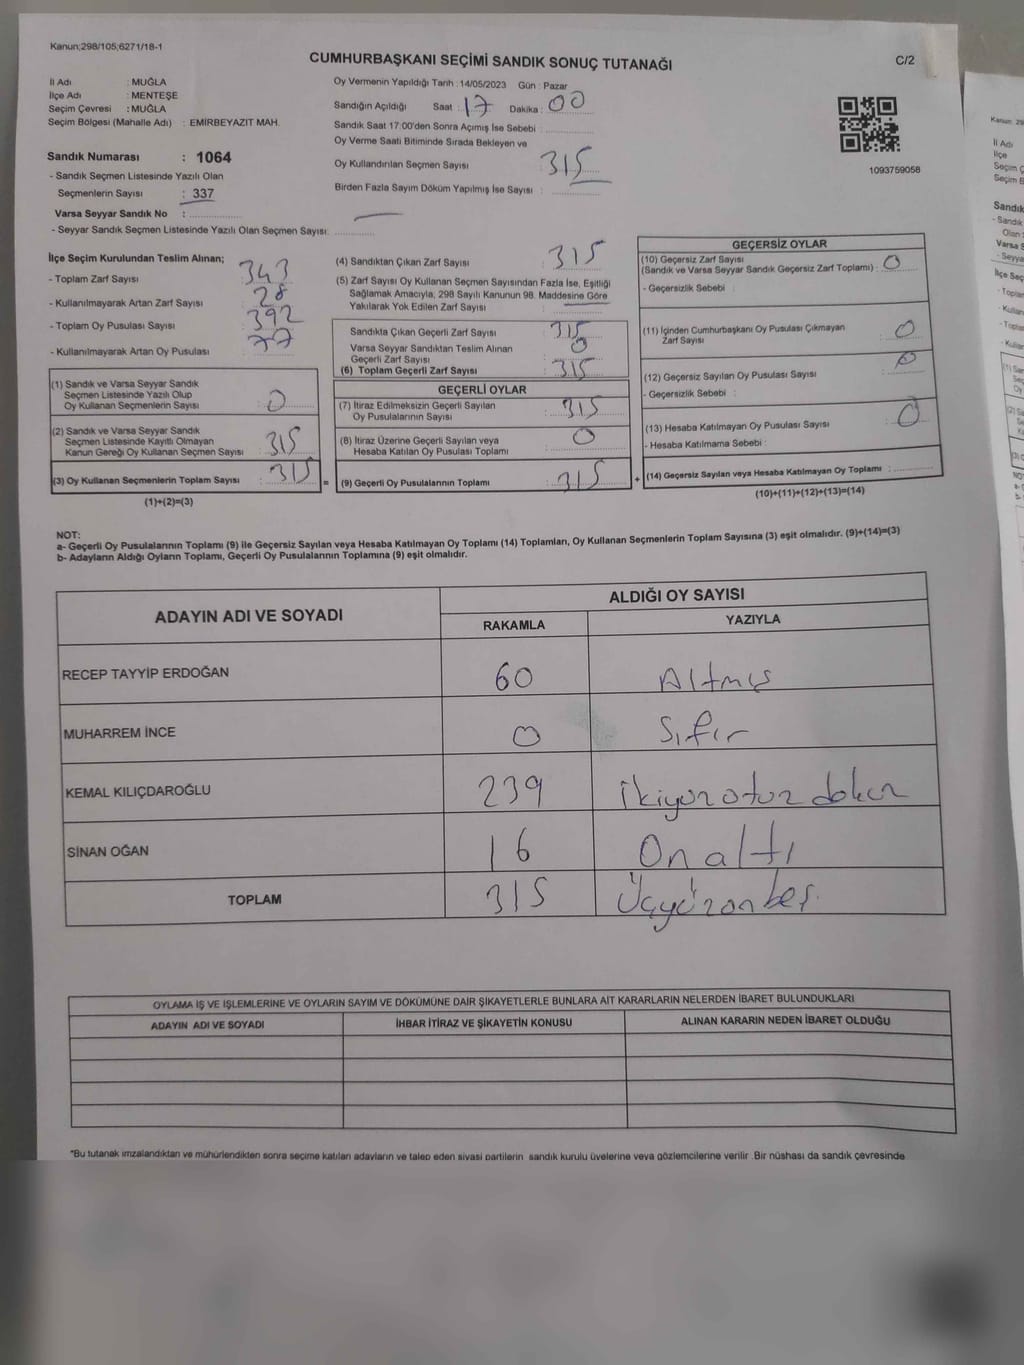 Kanun;298/105;6271/18-1
CUMHURBAŞKANI SEÇİMİ SANDIK SONUÇ TUTANAĞI
C/2
İl Adı : MUĞLA
İlçe Adı : MENTEŞE
Seçim Çevresi : MUĞLA
Seçim Bölgesi (Mahalle Adı) : EMİRBEYAZIT MAH.
Sandık Numarası : 1064
- Sandık Seçmen Listesinde Yazılı Olan
Seçmenlerin Sayısı : 337
Varsa Seyyar Sandık No :
- Seyyar Sandık Seçmen Listesinde Yazılı Olan Seçmen Sayısı:
Oy Vermenin Yapıldığı Tarih :14/05/2023 Gün : Pazar
Sandığın Açıldığı Saat : 17 Dakika : 00
Sandık Saat 17:00'den Sonra Açımış İse Sebebi :
Oy Verme Saati Bitiminde Sırada Bekleyen ve
Oy Kullandırılan Seçmen Sayısı 315
Birden Fazla Sayım Döküm Yapılmış İse Sayısı :
1093759058
İlçe Seçim Kurulundan Teslim Alınan;
- Toplam Zarf Sayısı 343
- Kullanılmayarak Artan Zarf Sayısı 28
- Toplam Oy Pusulası Sayısı 392
- Kullanılmayarak Artan Oy Pusulası 77
(1) Sandık ve Varsa Seyyar Sandık
Seçmen Listesinde Yazılı Olup
Oy Kullanan Seçmenlerin Sayısı : 0
(2) Sandık ve Varsa Seyyar Sandık
Seçmen Listesinde Kayıtlı Olmayan
Kanun Gereği Oy Kullanan Seçmen Sayısı : 315
(3) Oy Kullanan Seçmenlerin Toplam Sayısı : 315
(1)+(2)=(3)
(4) Sandıktan Çıkan Zarf Sayısı : 315
(5) Zarf Sayısı Oy Kullanan Seçmen Sayısından Fazla İse, Eşitliği
Sağlamak Amacıyla, 298 Sayılı Kanunun 98. Maddesine Göre
Yakılarak Yok Edilen Zarf Sayısı :
Sandıkta Çıkan Geçerli Zarf Sayısı : 315
Varsa Seyyar Sandıktan Teslim Alınan
Geçerli Zarf Sayısı : 0
(6) Toplam Geçerli Zarf Sayısı : 315
GEÇERLİ OYLAR
(7) İtiraz Edilmeksizin Geçerli Sayılan
Oy Pusulalarının Sayısı : 315
(8) İtiraz Üzerine Geçerli Sayılan veya
Hesaba Katılan Oy Pusulası Toplamı : 0
= (9) Geçerli Oy Pusulalarının Toplamı : 315 +
GEÇERSİZ OYLAR
(10) Geçersiz Zarf Sayısı
(Sandık ve Varsa Seyyar Sandık Geçersiz Zarf Toplamı) : 0
- Geçersizlik Sebebi :
(11) İçinden Cumhurbaşkanı Oy Pusulası Çıkmayan
Zarf Sayısı : 0
(12) Geçersiz Sayılan Oy Pusulası Sayısı : 0
- Geçersizlik Sebebi :
(13) Hesaba Katılmayan Oy Pusulası Sayısı : 0
- Hesaba Katılmama Sebebi :
(14) Geçersiz Sayılan veya Hesaba Katılmayan Oy Toplamı :
(10)+(11)+(12)+(13)=(14)
NOT:
a- Geçerli Oy Pusulalarının Toplamı (9) ile Geçersiz Sayılan veya Hesaba Katılmayan Oy Toplamı (14) Toplamları, Oy Kullanan Seçmenlerin Toplam Sayısına (3) eşit olmalıdır. (9)+(14)=(3)
b- Adayların Aldığı Oyların Toplamı, Geçerli Oy Pusulalarının Toplamına (9) eşit olmalıdır.
ADAYIN ADI VE SOYADI
ALDIĞI OY SAYISI
RAKAMLA YAZIYLA
RECEP TAYYİP ERDOĞAN 60 Altmış
MUHARREM İNCE 0 Sıfır
KEMAL KILIÇDAROĞLU 239 İkiyüzotuz dokuz
SİNAN OĞAN 16 On altı
TOPLAM 315 Üçyüzonbeş.
OYLAMA İŞ VE İŞLEMLERİNE VE OYLARIN SAYIM VE DÖKÜMÜNE DAİR ŞİKAYETLERLE BUNLARA AİT KARARLARIN NELERDEN İBARET BULUNDUKLARI
ADAYIN ADI VE SOYADI İHBAR İTİRAZ VE ŞİKAYETİN KONUSU ALINAN KARARIN NEDEN İBARET OLDUĞU
*Bu tutanak imzalandıktan ve mühürlendikten sonra seçime katılan adayların ve talep eden siyasi partilerin sandık kurulu üyelerine veya gözlemcilerine verilir .Bir nüshası da sandık çevresinde